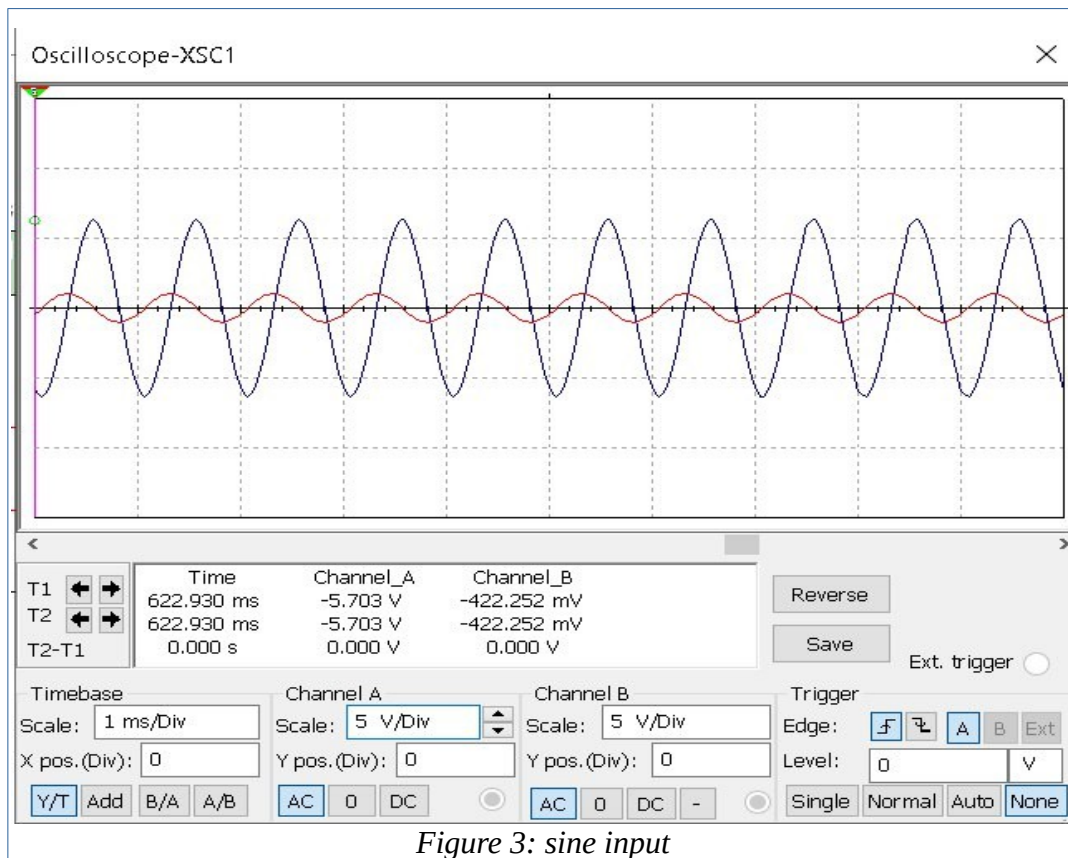 Oscilloscope-XSC1
Time Channel_A Channel_B
T1 622.930 ms -5.703 V -422.252 mV
T2 622.930 ms -5.703 V -422.252 mV
T2-T1 0.000 s 0.000 V 0.000 V
Reverse
Save
Ext. trigger
Timebase Channel A Channel B Trigger
Scale: 1 ms/Div Scale: 5 V/Div Scale: 5 V/Div Edge: A B Ext
X pos.(Div): 0 Y pos.(Div): 0 Y pos.(Div): 0 Level: 0 V
Y/T Add B/A A/B AC 0 DC AC 0 DC - Single Normal Auto None
Figure 3: sine input